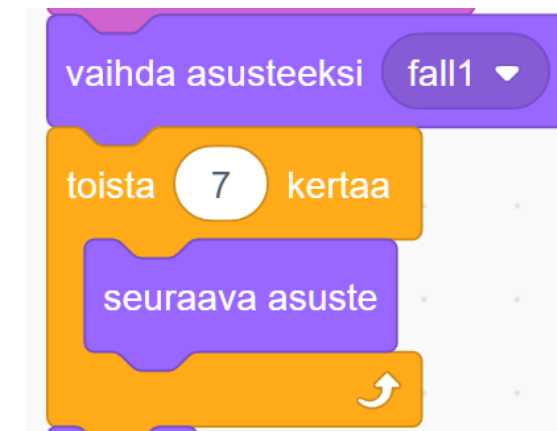 vaihda asusteeksi fall1
toista 7 kertaa
seuraava asuste